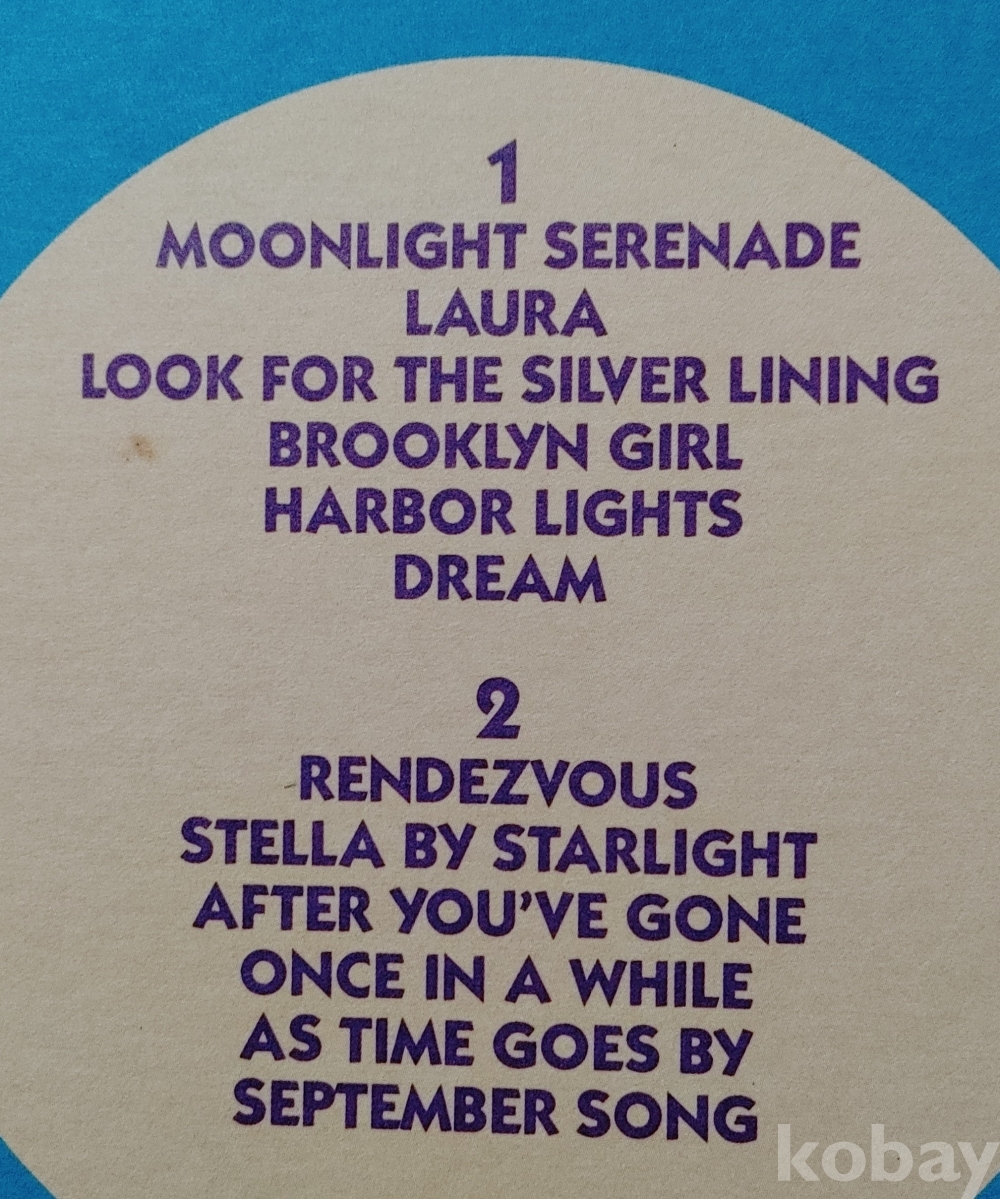 1
MOONLIGHT SERENADE
LAURA
LOOK FOR THE SILVER LINING
BROOKLYN GIRL
HARBOR LIGHTS
DREAM
2
RENDEZVOUS
STELLA BY STARLIGHT
AFTER YOU'VE GONE
ONCE IN A WHILE
AS TIME GOES BY
SEPTEMBER SONG
kobay